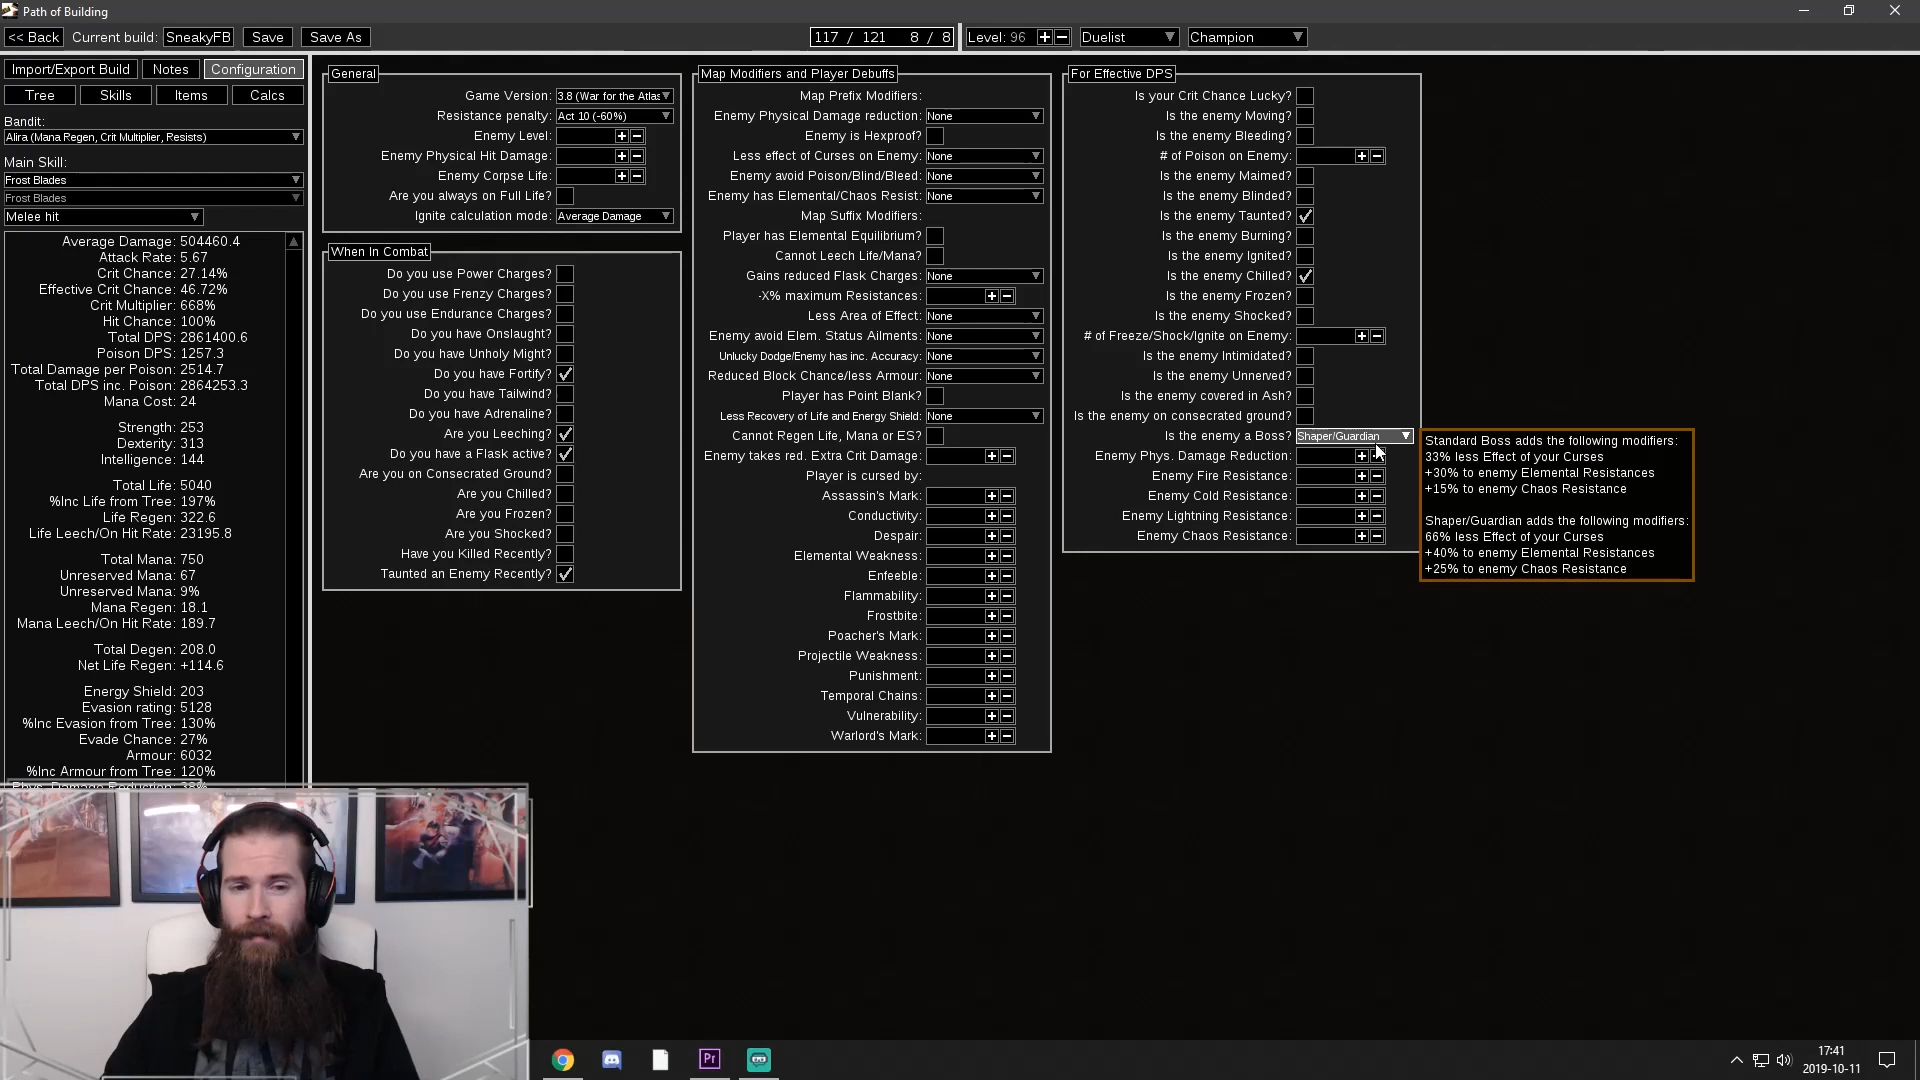 Path of Building
<< Back Current build: SneakyFB Save Save As 117 / 121 8 / 8 Level: 96 + − Duelist Champion
Import/Export Build Notes Configuration
Tree Skills Items Calcs
Bandit:
Alira (Mana Regen, Crit Multiplier, Resists)
Main Skill:
Frost Blades
Frost Blades
Melee hit
Average Damage: 504460.4
Attack Rate: 5.67
Crit Chance: 27.14%
Effective Crit Chance: 46.72%
Crit Multiplier: 668%
Hit Chance: 100%
Total DPS: 2861400.6
Poison DPS: 1257.3
Total Damage per Poison: 2514.7
Total DPS inc. Poison: 2864253.3
Mana Cost: 24
Strength: 253
Dexterity: 313
Intelligence: 144
Total Life: 5040
%Inc Life from Tree: 197%
Life Regen: 322.6
Life Leech/On Hit Rate: 23195.8
Total Mana: 750
Unreserved Mana: 67
Unreserved Mana: 9%
Mana Regen: 18.1
Mana Leech/On Hit Rate: 189.7
Total Degen: 208.0
Net Life Regen: +114.6
Energy Shield: 203
Evasion rating: 5128
%Inc Evasion from Tree: 130%
Evade Chance: 27%
Armour: 6032
%Inc Armour from Tree: 120%
General
Game Version: 3.8 (War for the Atlas
Resistance penalty: Act 10 (-60%)
Enemy Level: + −
Enemy Physical Hit Damage: + −
Enemy Corpse Life: + −
Are you always on Full Life?
Ignite calculation mode: Average Damage
When In Combat
Do you use Power Charges?
Do you use Frenzy Charges?
Do you use Endurance Charges?
Do you have Onslaught?
Do you have Unholy Might?
Do you have Fortify?
Do you have Tailwind?
Do you have Adrenaline?
Are you Leeching?
Do you have a Flask active?
Are you on Consecrated Ground?
Are you Chilled?
Are you Frozen?
Are you Shocked?
Have you Killed Recently?
Taunted an Enemy Recently?
Map Modifiers and Player Debuffs
Map Prefix Modifiers:
Enemy Physical Damage reduction: None
Enemy is Hexproof?
Less effect of Curses on Enemy: None
Enemy avoid Poison/Blind/Bleed: None
Enemy has Elemental/Chaos Resist: None
Map Suffix Modifiers:
Player has Elemental Equilibrium?
Cannot Leech Life/Mana?
Gains reduced Flask Charges: None
-X% maximum Resistances: + −
Less Area of Effect: None
Enemy avoid Elem. Status Ailments: None
Unlucky Dodge/Enemy has inc. Accuracy: None
Reduced Block Chance/less Armour: None
Player has Point Blank?
Less Recovery of Life and Energy Shield: None
Cannot Regen Life, Mana or ES?
Enemy takes red. Extra Crit Damage: + −
Player is cursed by:
Assassin's Mark: + −
Conductivity: + −
Despair: + −
Elemental Weakness: + −
Enfeeble: + −
Flammability: + −
Frostbite: + −
Poacher's Mark: + −
Projectile Weakness: + −
Punishment: + −
Temporal Chains: + −
Vulnerability: + −
Warlord's Mark: + −
For Effective DPS
Is your Crit Chance Lucky?
Is the enemy Moving?
Is the enemy Bleeding?
# of Poison on Enemy: + −
Is the enemy Maimed?
Is the enemy Blinded?
Is the enemy Taunted?
Is the enemy Burning?
Is the enemy Ignited?
Is the enemy Chilled?
Is the enemy Frozen?
Is the enemy Shocked?
# of Freeze/Shock/Ignite on Enemy: + −
Is the enemy Intimidated?
Is the enemy Unnerved?
Is the enemy covered in Ash?
Is the enemy on consecrated ground?
Is the enemy a Boss? Shaper/Guardian
Enemy Phys. Damage Reduction: + −
Enemy Fire Resistance: + −
Enemy Cold Resistance: + −
Enemy Lightning Resistance: + −
Enemy Chaos Resistance: + −
Standard Boss adds the following modifiers:
33% less Effect of your Curses
+30% to enemy Elemental Resistances
+15% to enemy Chaos Resistance
Shaper/Guardian adds the following modifiers:
66% less Effect of your Curses
+40% to enemy Elemental Resistances
+25% to enemy Chaos Resistance
Pr
17:41
2019-10-11